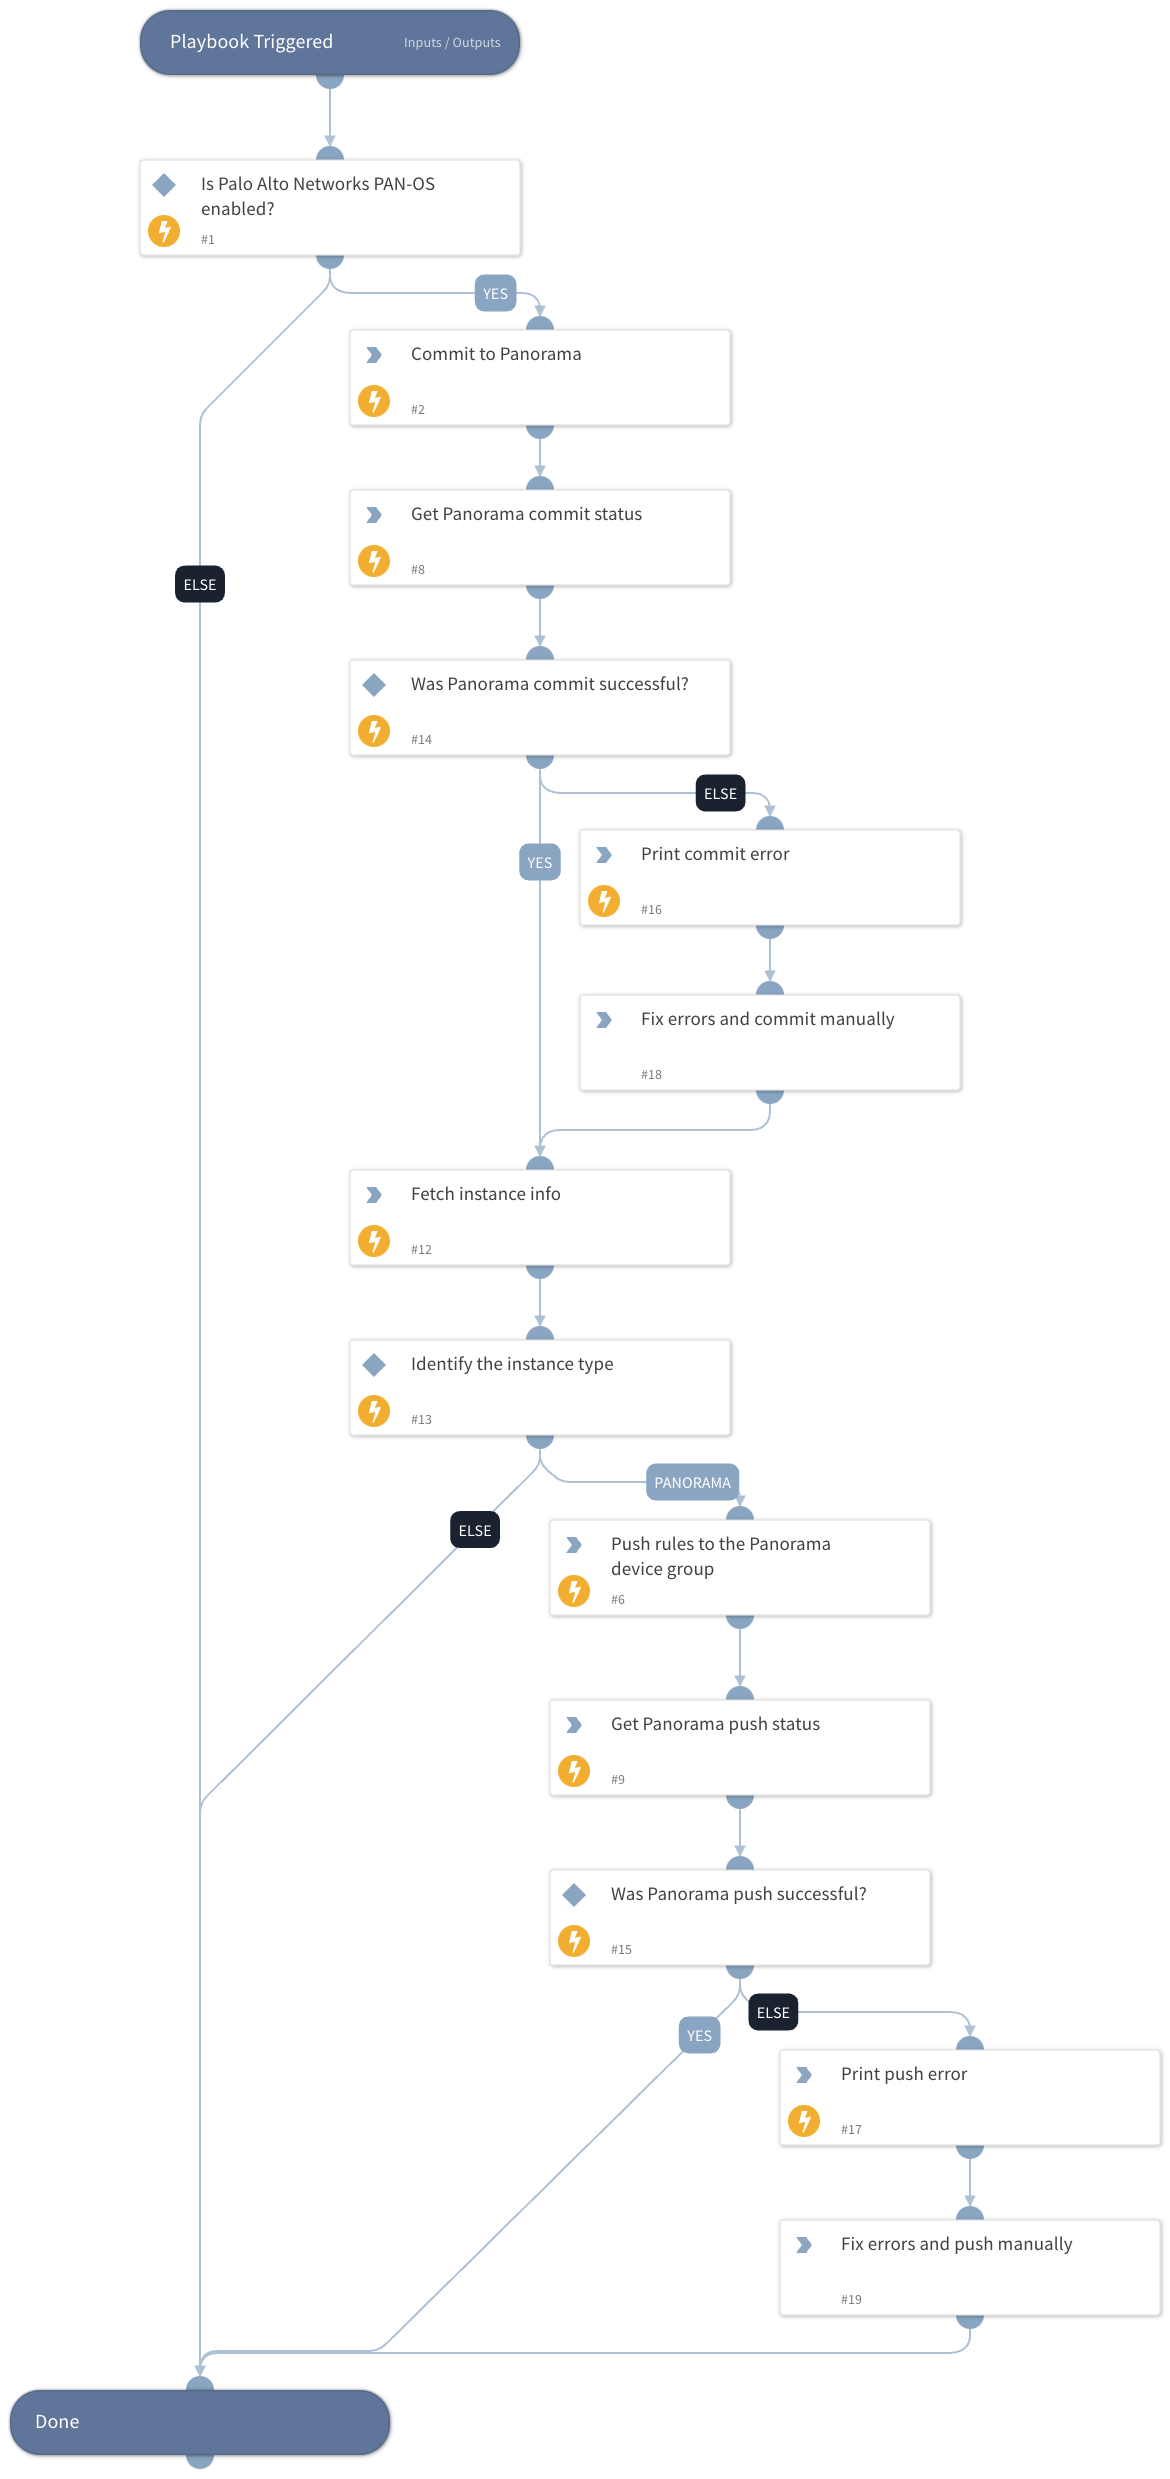 Playbook Triggered
Inputs / Outputs
Is Palo Alto Networks PAN-OS
enabled?
#1
YES
Commit to Panorama
#2
Get Panorama commit status
#8
ELSE
Was Panorama commit successful?
#14
ELSE
YES
Print commit error
#16
Fix errors and commit manually
#18
Fetch instance info
#12
Identify the instance type
#13
PANORAMA
ELSE
Push rules to the Panorama
device group
#6
Get Panorama push status
#9
Was Panorama push successful?
#15
ELSE
YES
Print push error
#17
Fix errors and push manually
#19
Done